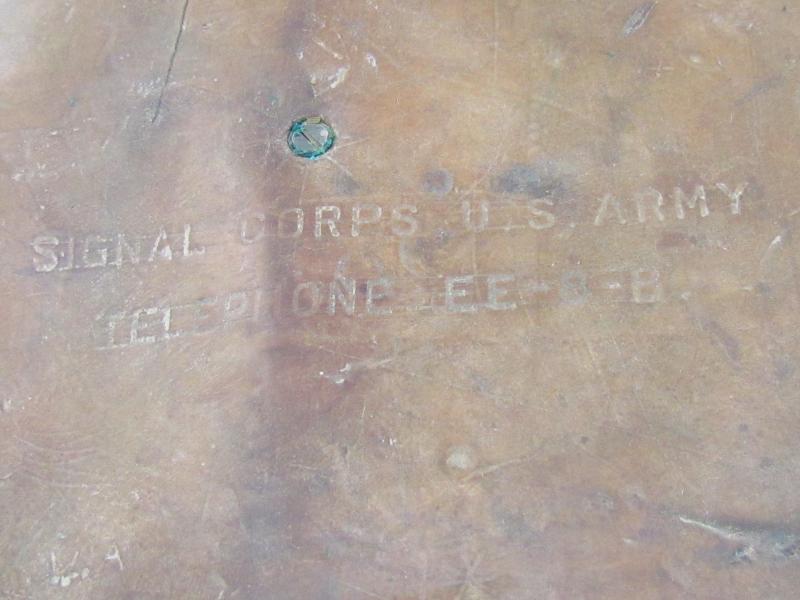 SIGNAL CORPS U.S. ARMY
TELEPHONE EE-8-B